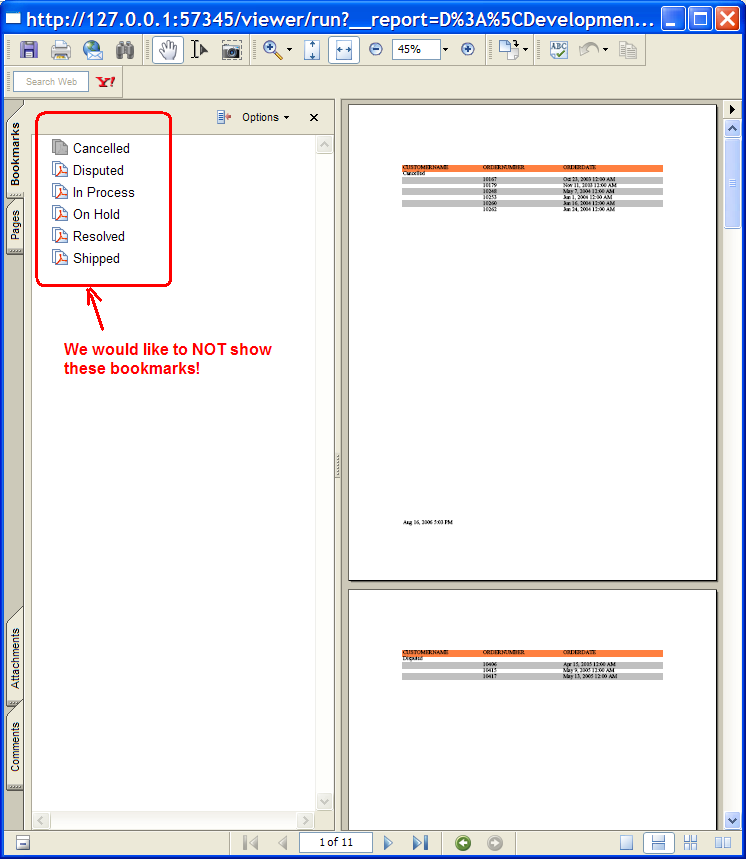 http://127.0.0.1:57345/viewer/run?__report=D%3A%5CDevelopmen...
45%
ABC
Search Web
Y!
Options
Bookmarks
Pages
Attachments
Comments
Cancelled
Disputed
In Process
On Hold
Resolved
Shipped
We would like to NOT show
these bookmarks!
CUSTOMERNAME ORDERNUMBER ORDERDATE
Cancelled
10167 Oct 23, 2003 12:00 AM
10179 Nov 11, 2003 12:00 AM
10248 May 7, 2004 12:00 AM
10253 Jun 1, 2004 12:00 AM
10260 Jun 16, 2004 12:00 AM
10262 Jun 24, 2004 12:00 AM
Aug 16, 2006 5:03 PM
CUSTOMERNAME ORDERNUMBER ORDERDATE
Disputed
10406 Apr 15, 2005 12:00 AM
10415 May 9, 2005 12:00 AM
10417 May 13, 2005 12:00 AM
1 of 11